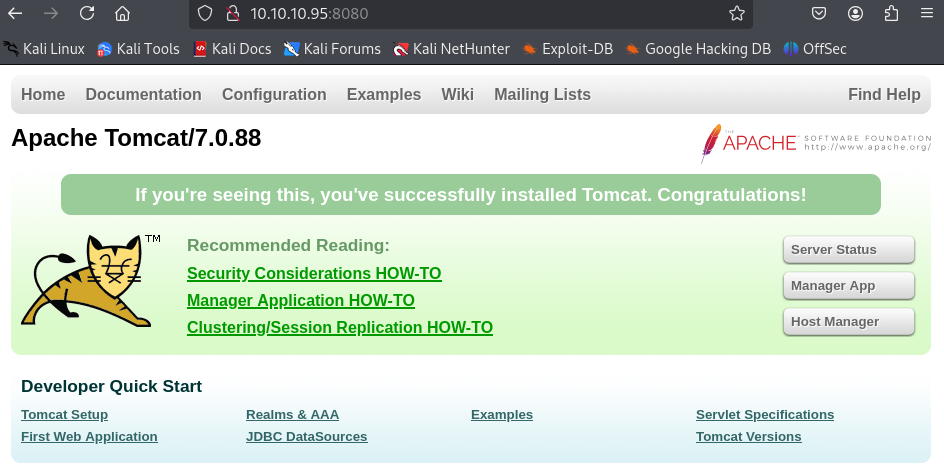 10.10.10.95:8080
Kali Linux Kali Tools Kali Docs Kali Forums Kali NetHunter Exploit-DB Google Hacking DB OffSec
Home Documentation Configuration Examples Wiki Mailing Lists Find Help
Apache Tomcat/7.0.88
THE APACHE™ SOFTWARE FOUNDATION
http://www.apache.org/
If you're seeing this, you've successfully installed Tomcat. Congratulations!
TM
Recommended Reading:
Security Considerations HOW-TO
Manager Application HOW-TO
Clustering/Session Replication HOW-TO
Server Status
Manager App
Host Manager
Developer Quick Start
Tomcat Setup Realms & AAA Examples Servlet Specifications
First Web Application JDBC DataSources Tomcat Versions